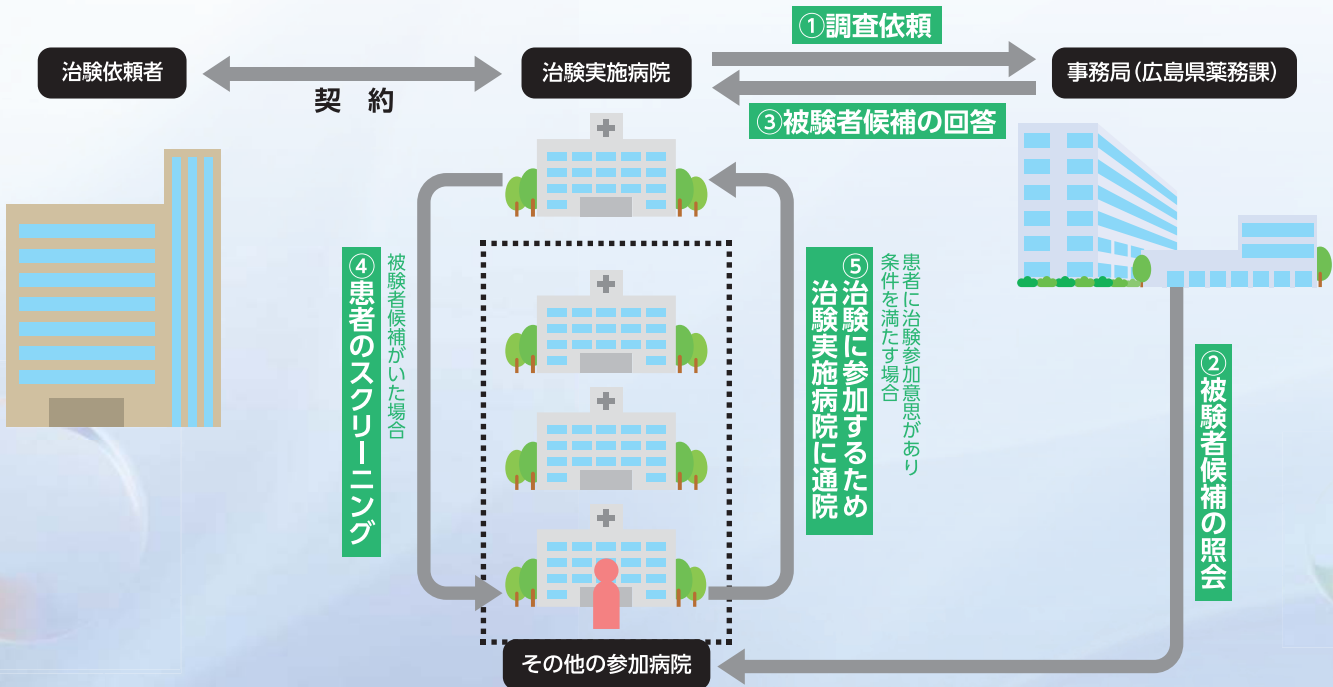 ①調査依頼
治験依頼者
治験実施病院
事務局(広島県薬務課)
契 約
③被験者候補の回答
④患者のスクリーニング
被験者候補がいた場合
⑤治験に参加するため
治験実施病院に通院
患者に治験参加意思があり
条件を満たす場合
②被験者候補の照会
その他の参加病院